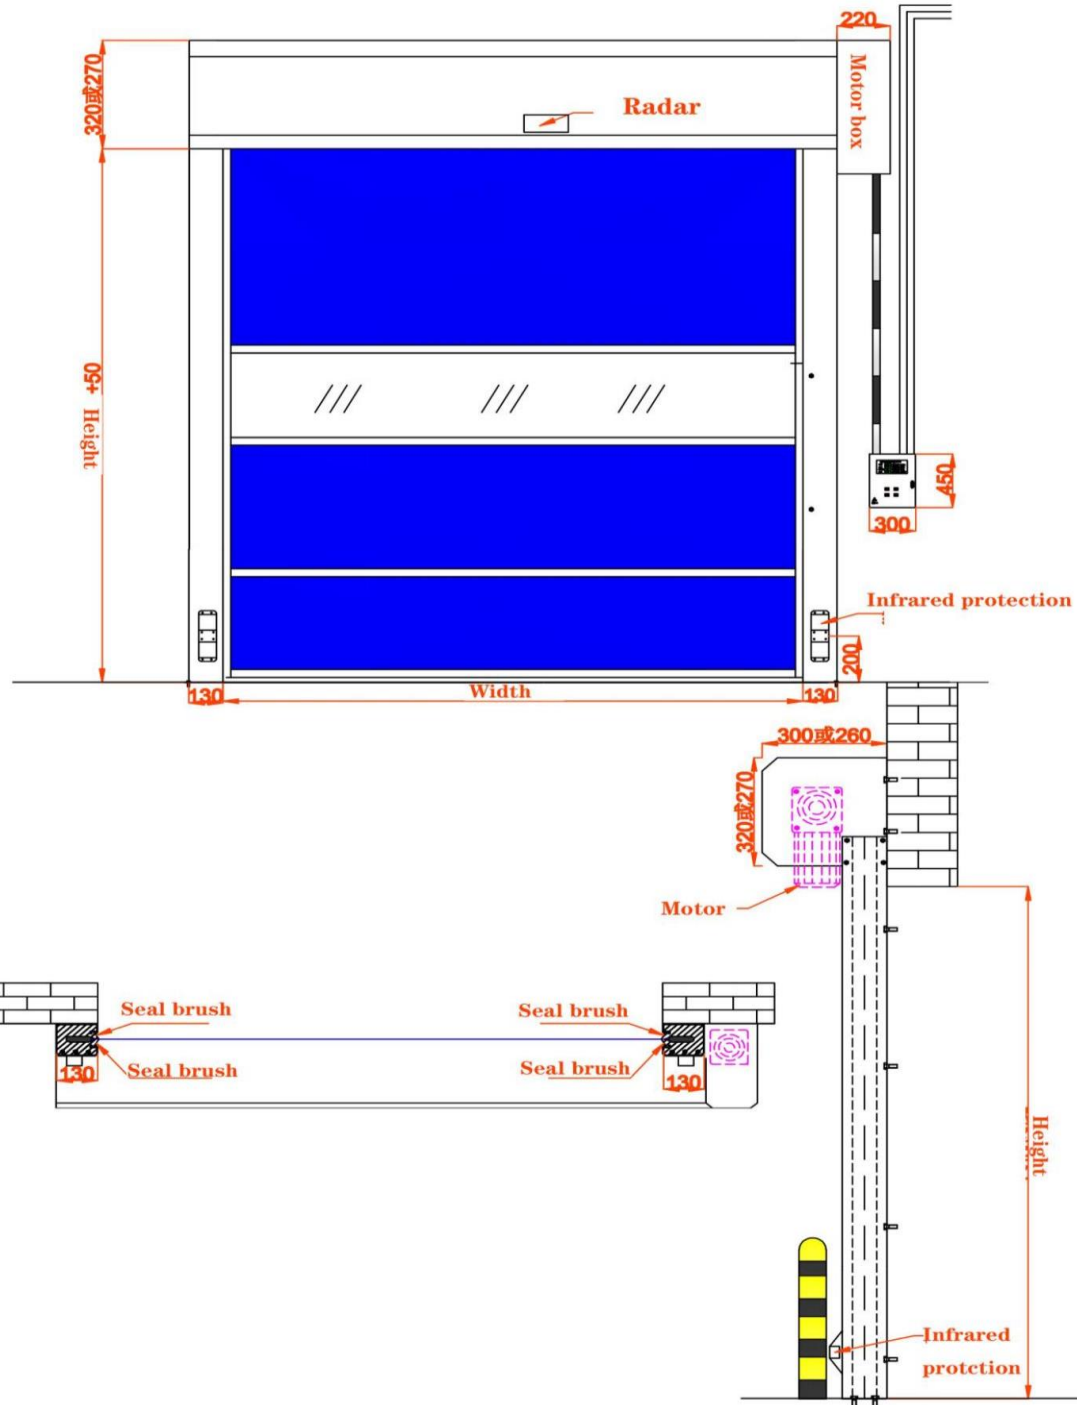 220
320或270
Motor box
Radar
+50
Height
450
300
Infrared protection
200
130
Width
130
300或260
320或270
Motor
Seal brush
Seal brush
Seal brush
Seal brush
130
130
Height
Infrared
protction